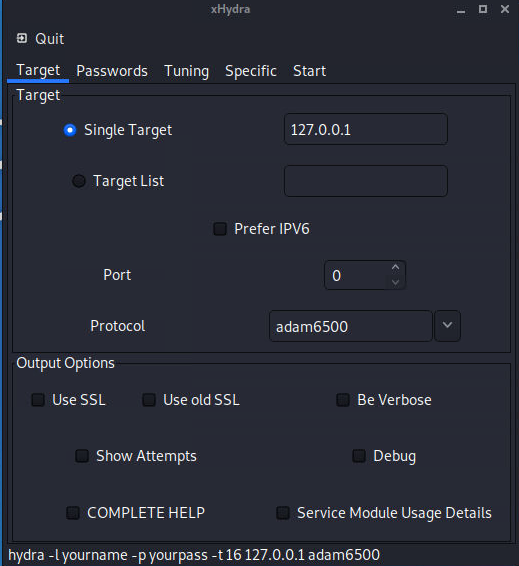 xHydra
Quit
Target Passwords Tuning Specific Start
Target
Single Target 127.0.0.1
Target List
Prefer IPV6
Port 0
Protocol adam6500
Output Options
Use SSL Use old SSL Be Verbose
Show Attempts Debug
COMPLETE HELP Service Module Usage Details
hydra -l yourname -p yourpass -t 16 127.0.0.1 adam6500